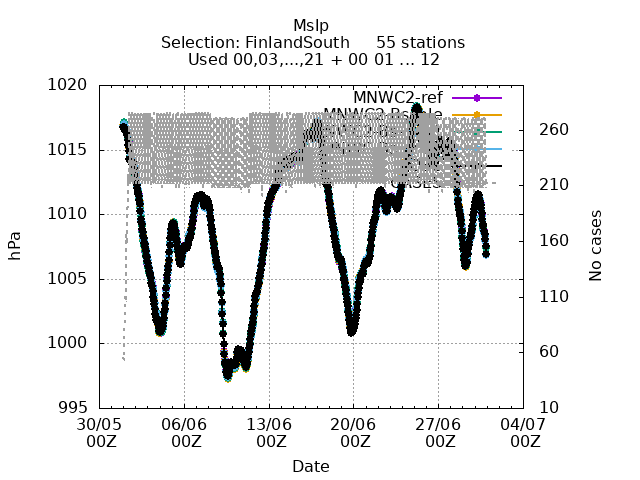 Mslp
Selection: FinlandSouth 55 stations
Used 00,03,...,21 + 00 01 ... 12
1020
1015
1010
1005
1000
995
hPa
MNWC2-ref
260
210
160
110
60
10
No cases
30/05 06/06 13/06 20/06 27/06 04/07
00Z 00Z 00Z 00Z 00Z 00Z
Date